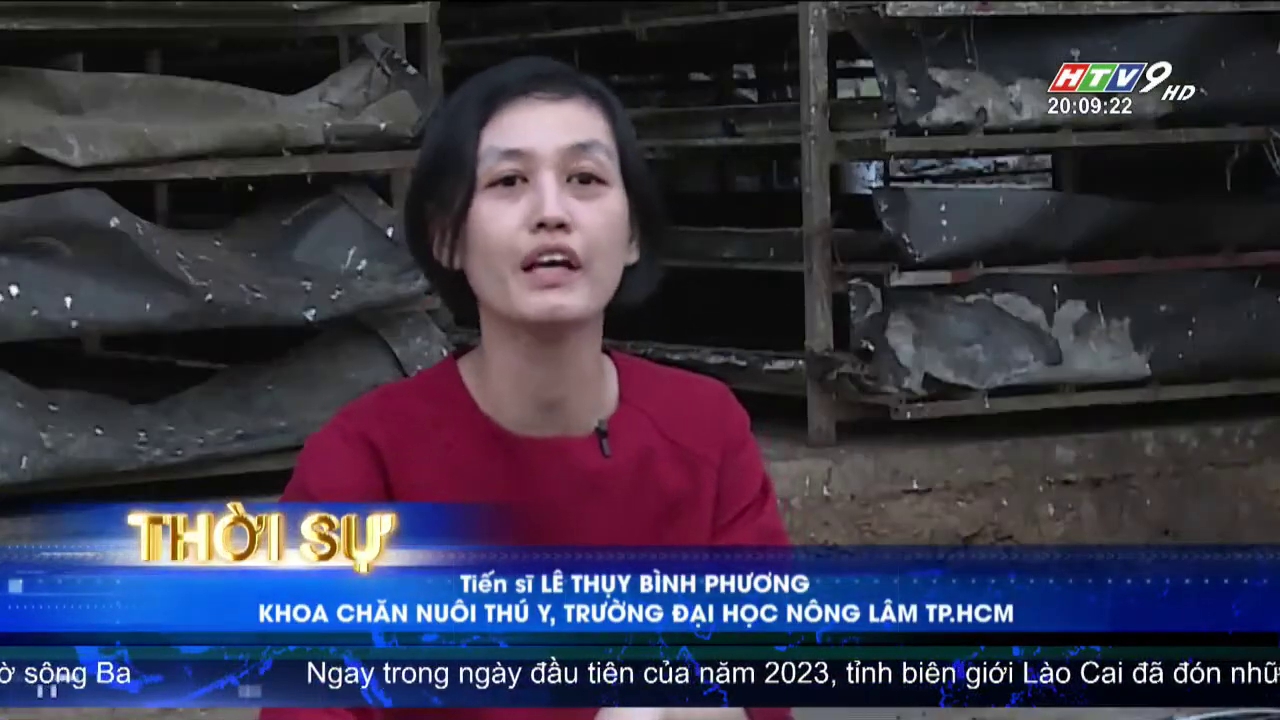 HTV9 HD
20:09:22
THỜI SỰ
Tiến sĩ LÊ THỤY BÌNH PHƯƠNG
KHOA CHĂN NUÔI THÚ Y, TRƯỜNG ĐẠI HỌC NÔNG LÂM TP.HCM
sông Ba Ngay trong ngày đầu tiên của năm 2023, tỉnh biên giới Lào Cai đã đón